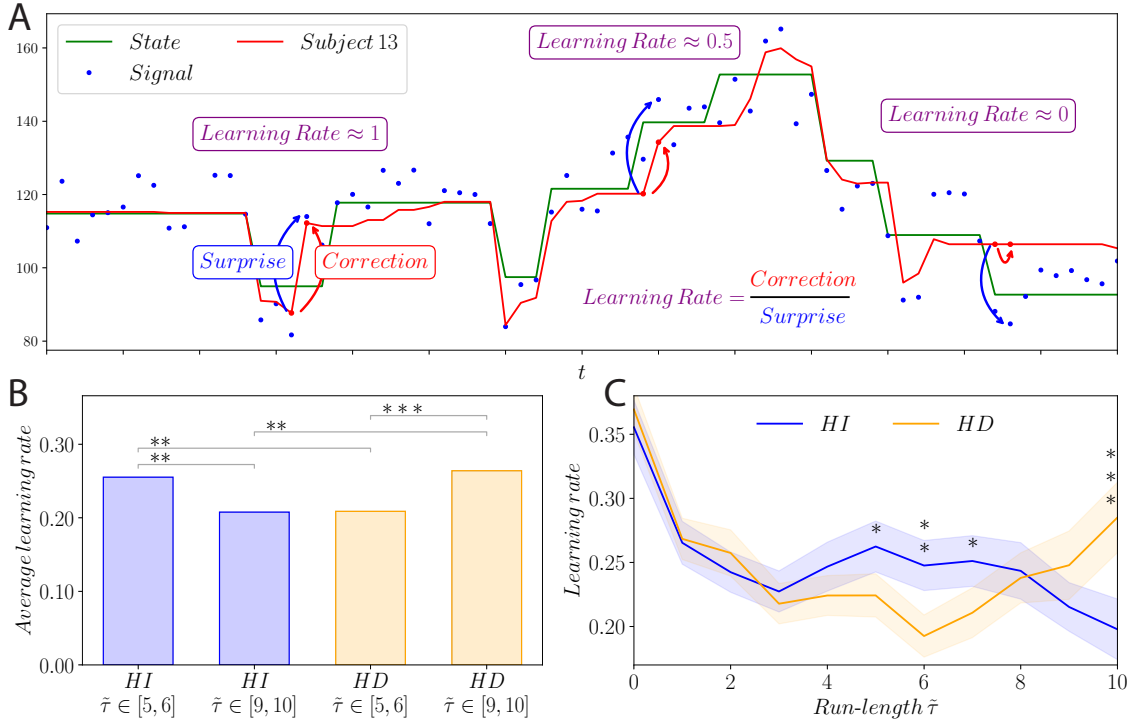 A
160
140
120
100
80
State
Subject 13
Signal
Learning Rate ≈ 1
Learning Rate ≈ 0.5
Learning Rate ≈ 0
Surprise
Correction
Learning Rate = Correction / Surprise
t
B
Average learning rate
0.30
0.20
0.10
0.00
**
**
**
***
HI
τ̃ ∈ [5, 6]
HI
τ̃ ∈ [9, 10]
HD
τ̃ ∈ [5, 6]
HD
τ̃ ∈ [9, 10]
C
HI
HD
Learning rate
0.35
0.30
0.25
0.20
*
**
*
***
0
2
4
6
8
10
Run-length τ̃